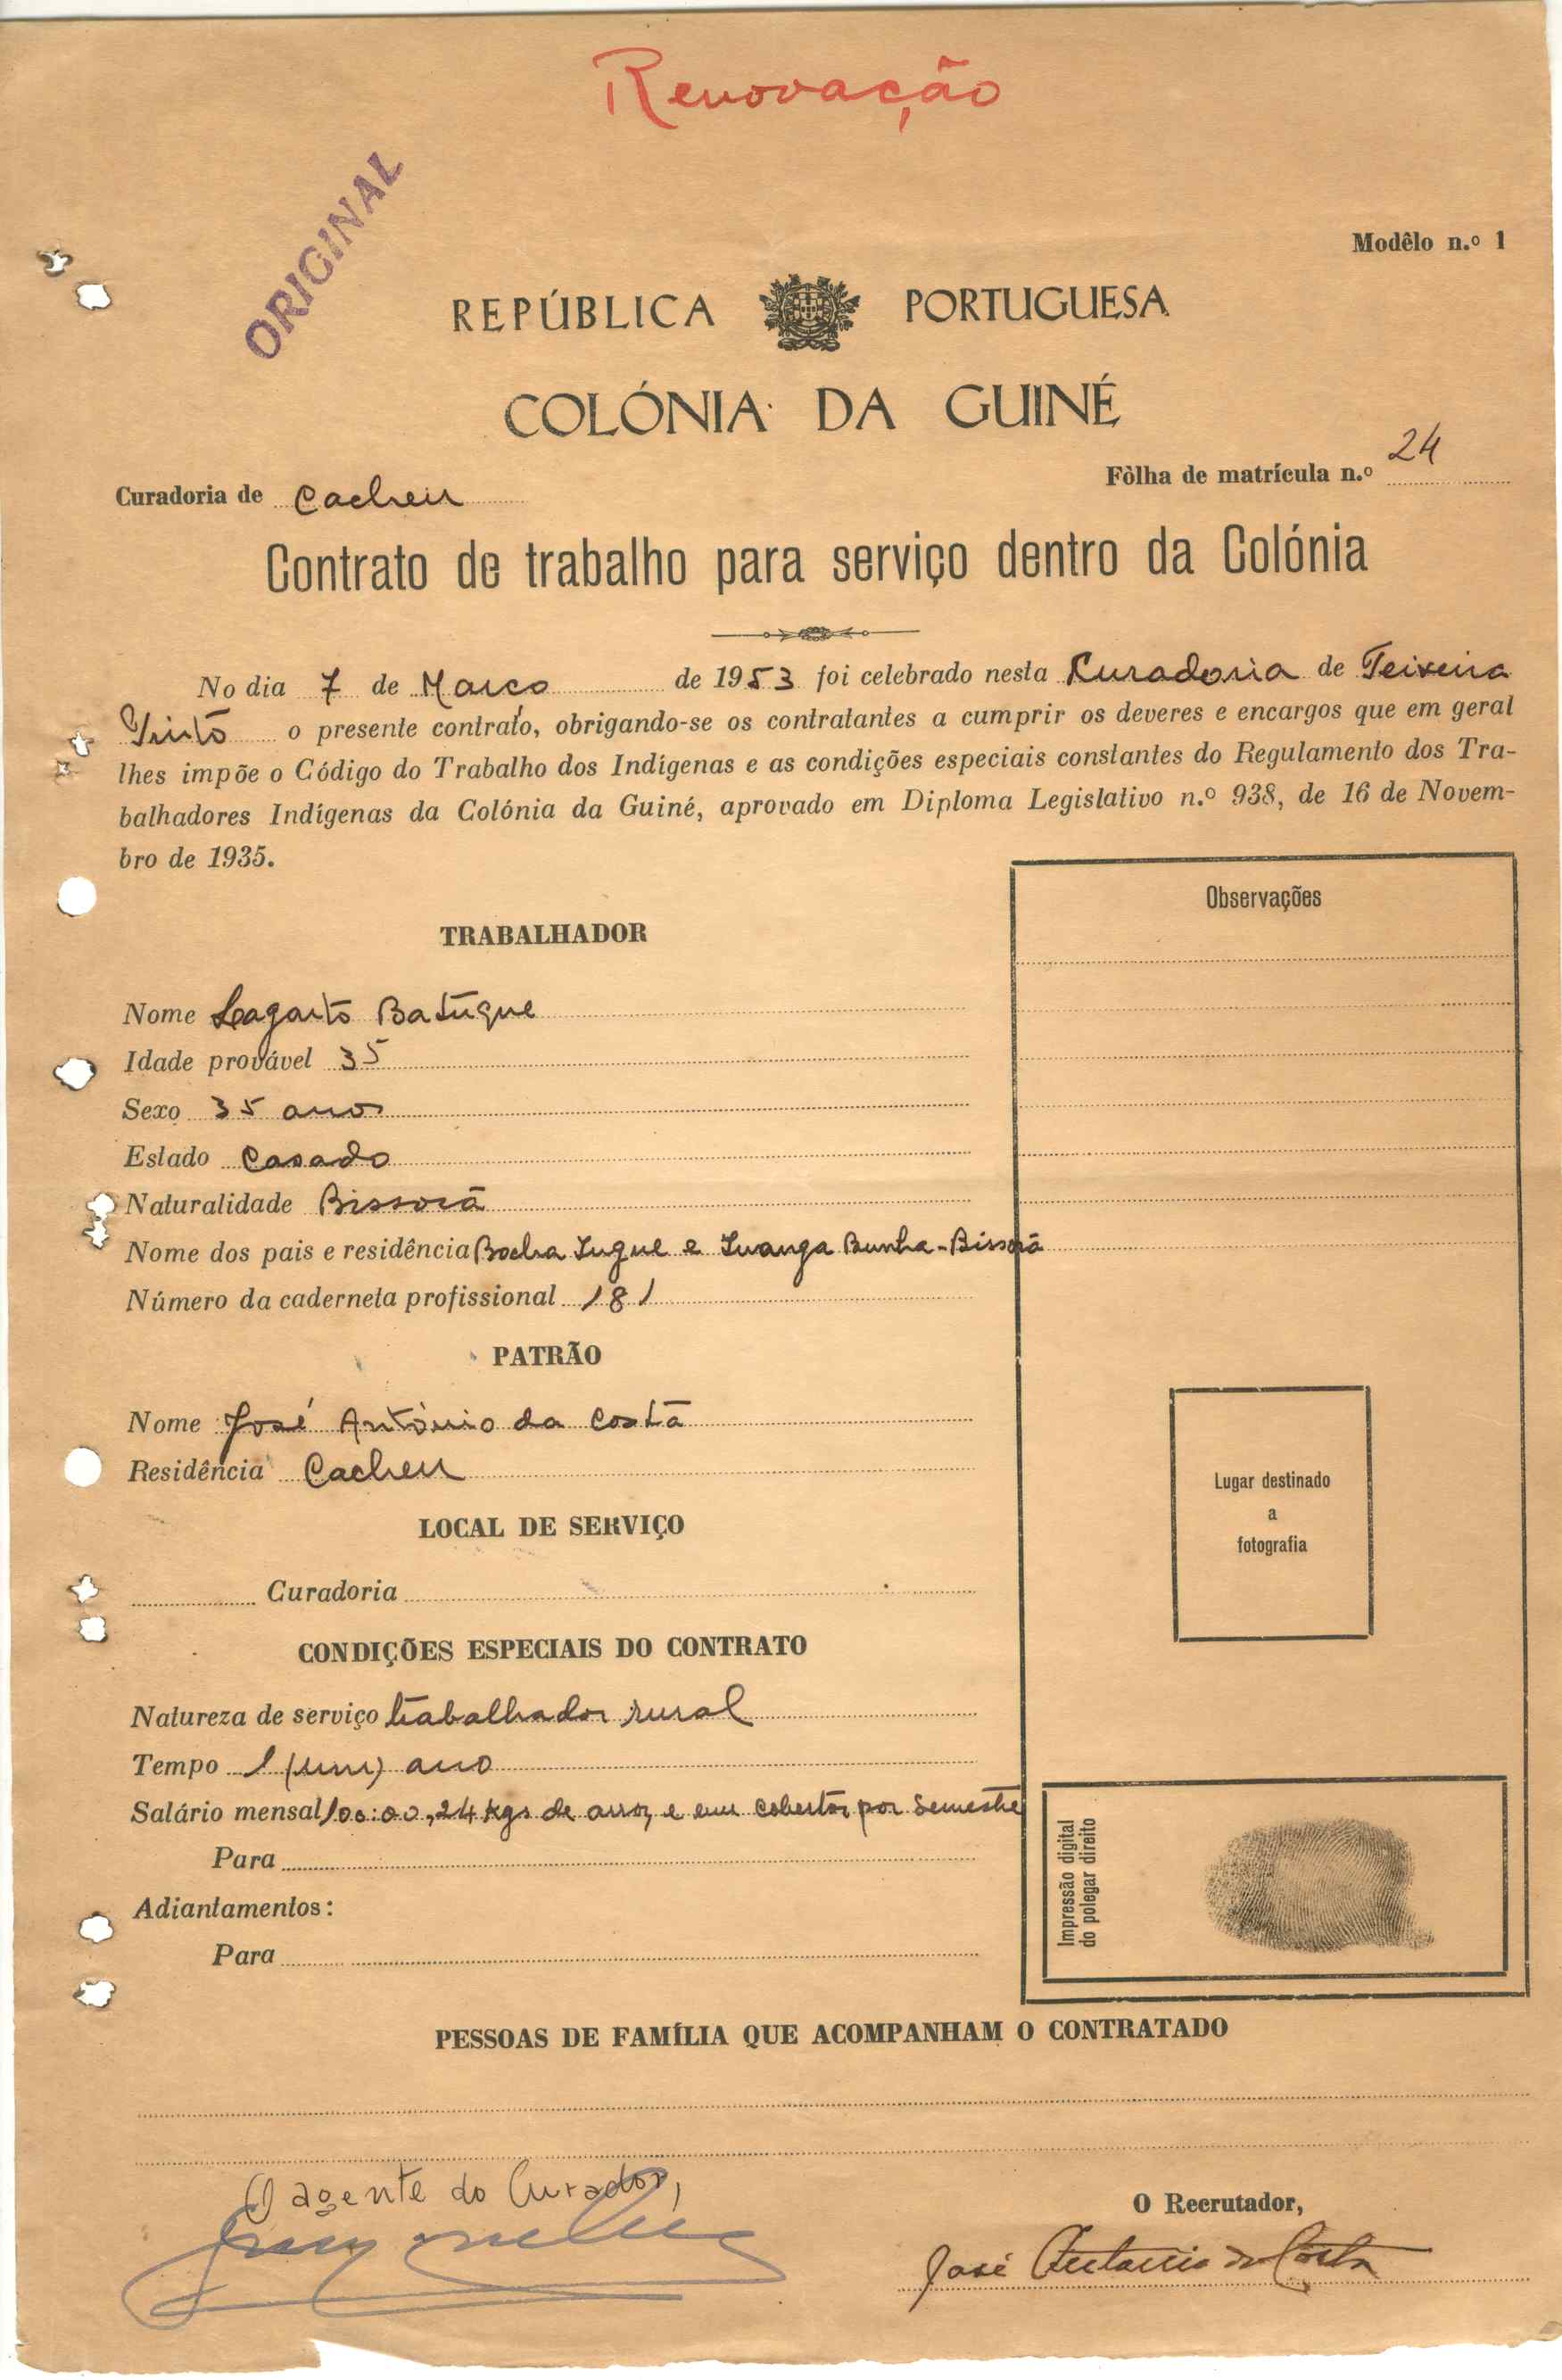 Renovação
ORIGINAL
Modêlo n.º 1
REPÚBLICA PORTUGUESA
COLÓNIA DA GUINÉ
Fôlha de matrícula n.º 24
Curadoria de Cacheu
Contrato de trabalho para serviço dentro da Colónia
No dia 7 de Março de 1953 foi celebrado nesta Curadoria de Teixeira
Pinto o presente contrato, obrigando-se os contratantes a cumprir os deveres e encargos que em geral
lhes impõe o Código do Trabalho dos Indígenas e as condições especiais constantes do Regulamento dos Tra-
balhadores Indígenas da Colónia da Guiné, aprovado em Diploma Legislativo n.º 938, de 16 de Novem-
bro de 1935.
Observações
TRABALHADOR
Nome Lagarto Batuque
Idade provável 35
Sexo 35 anos
Estado Casado
Naturalidade Bissorã
Nome dos pais e residência Bocha e Bunha - Bissorã
Número da caderneta profissional 181
PATRÃO
Nome José António da Costa
Residência Cacheu
LOCAL DE SERVIÇO
Curadoria
Lugar destinado
a
fotografia
CONDIÇÕES ESPECIAIS DO CONTRATO
Natureza de serviço trabalhador rural
Tempo 1 (um) ano
Salário mensal 100:00, 24 kgs de arroz e um cobertor por semestre
Para
Adiantamentos:
Para
Impressão digital
do polegar direito
PESSOAS DE FAMÍLIA QUE ACOMPANHAM O CONTRATADO
O agente do Curador,
O Recrutador,
José Antonio da Costa